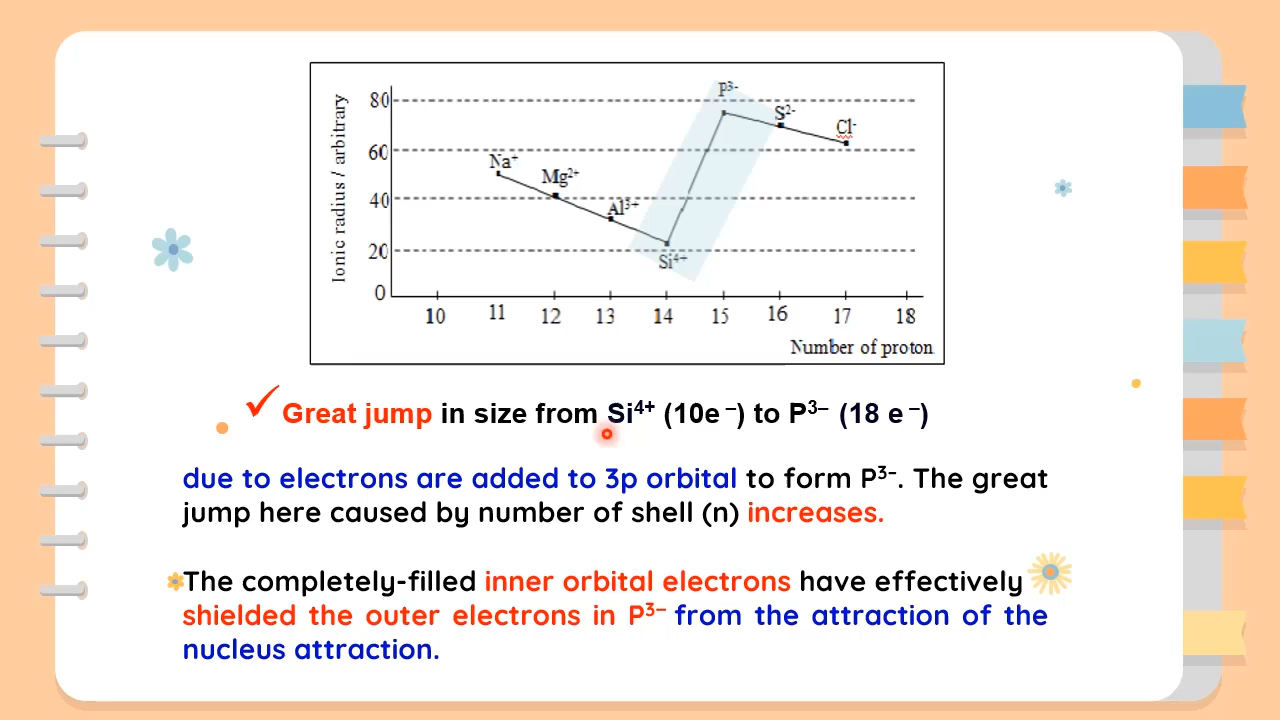 80
60
40
20
0
Ionic radius / arbitrary
Na⁺
Mg²⁺
Al³⁺
Si⁴⁺
P³⁻
S²⁻
Cl⁻
10 11 12 13 14 15 16 17 18
Number of proton
✓ Great jump in size from Si⁴⁺ (10e⁻) to P³⁻ (18 e⁻)
due to electrons are added to 3p orbital to form P³⁻. The great
jump here caused by number of shell (n) increases.
The completely-filled inner orbital electrons have effectively
shielded the outer electrons in P³⁻ from the attraction of the
nucleus attraction.